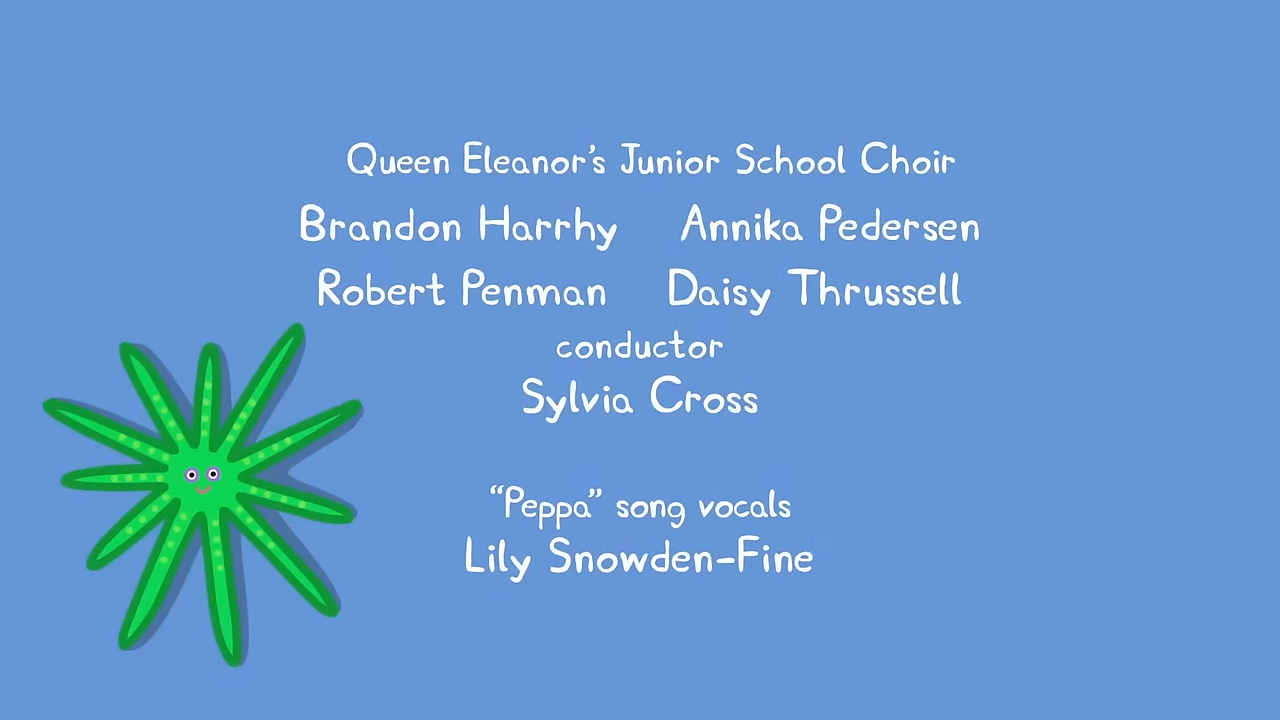 Queen Eleanor's Junior School Choir
Brandon Harrhy Annika Pedersen
Robert Penman Daisy Thrussell
conductor
Sylvia Cross
“Peppa” song vocals
Lily Snowden-Fine